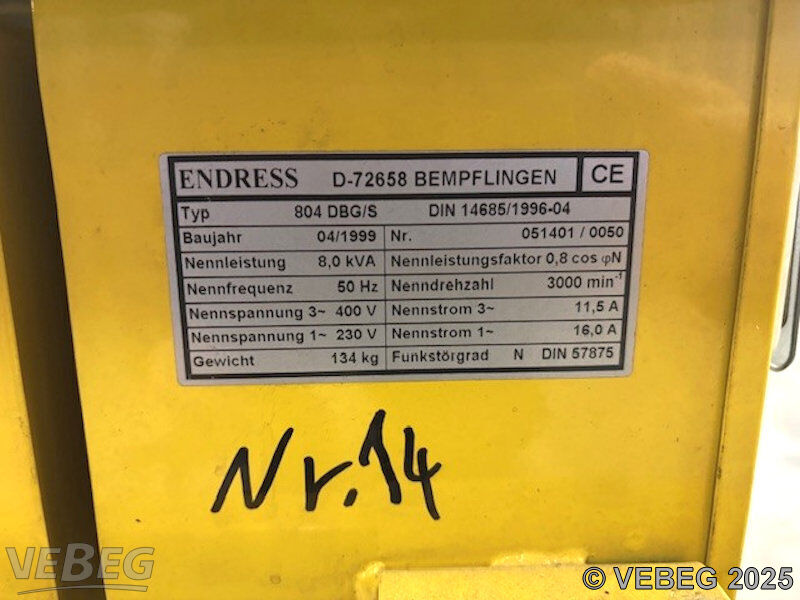 ENDRESS D-72658 BEMPFLINGEN CE
Typ 804 DBG/S DIN 14685/1996-04
Baujahr 04/1999 Nr. 051401 / 0050
Nennleistung 8,0 kVA Nennleistungsfaktor 0,8 cos φN
Nennfrequenz 50 Hz Nenndrehzahl 3000 min⁻¹
Nennspannung 3~ 400 V Nennstrom 3~ 11,5 A
Nennspannung 1~ 230 V Nennstrom 1~ 16,0 A
Gewicht 134 kg Funkstörgrad N DIN 57875
Nr. 14
VEBEG
© VEBEG 2025